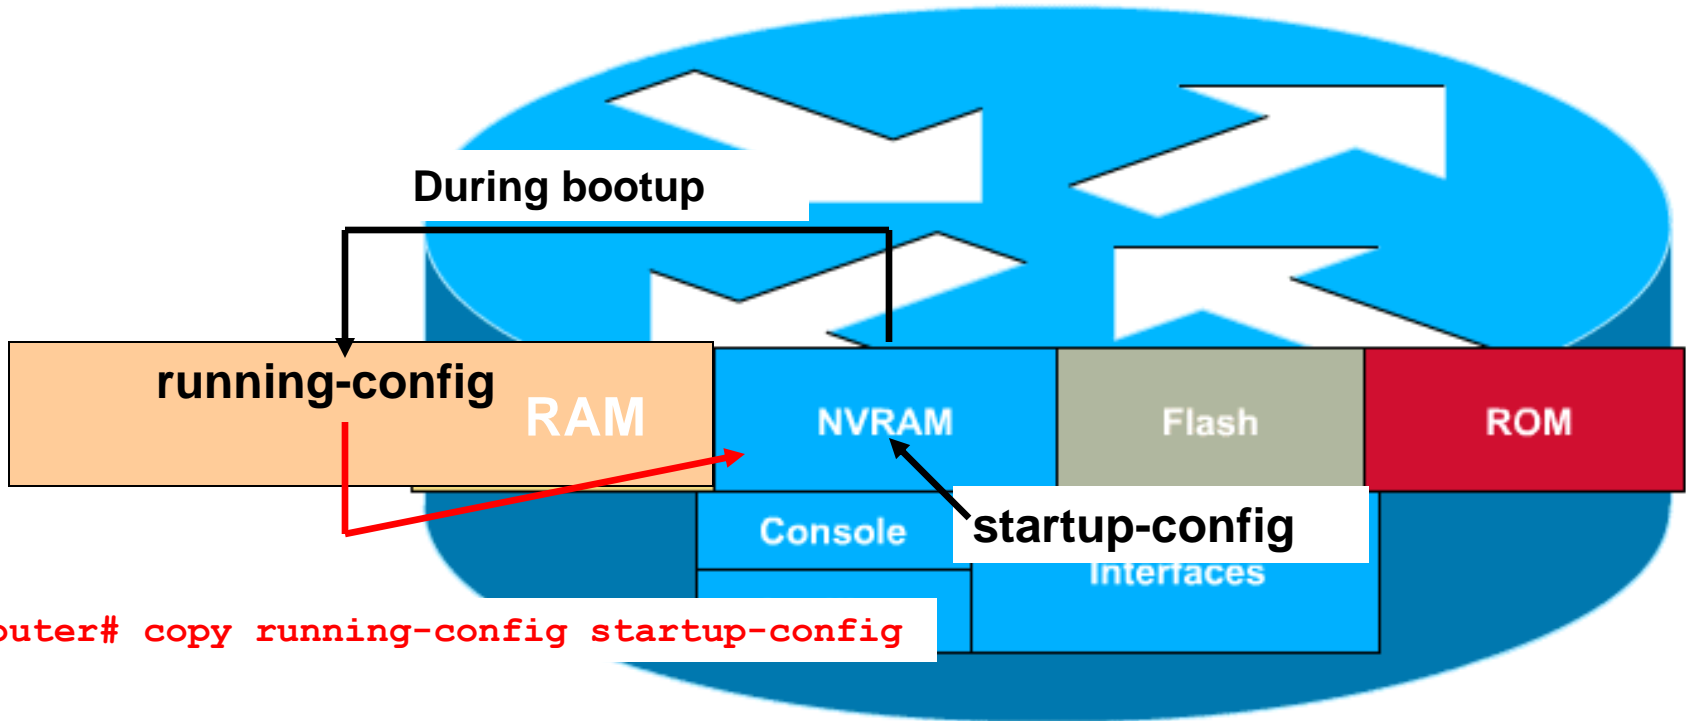 During bootup
running-config
RAM
NVRAM
Flash
ROM
startup-config
Console
Interfaces
outer# copy running-config startup-config